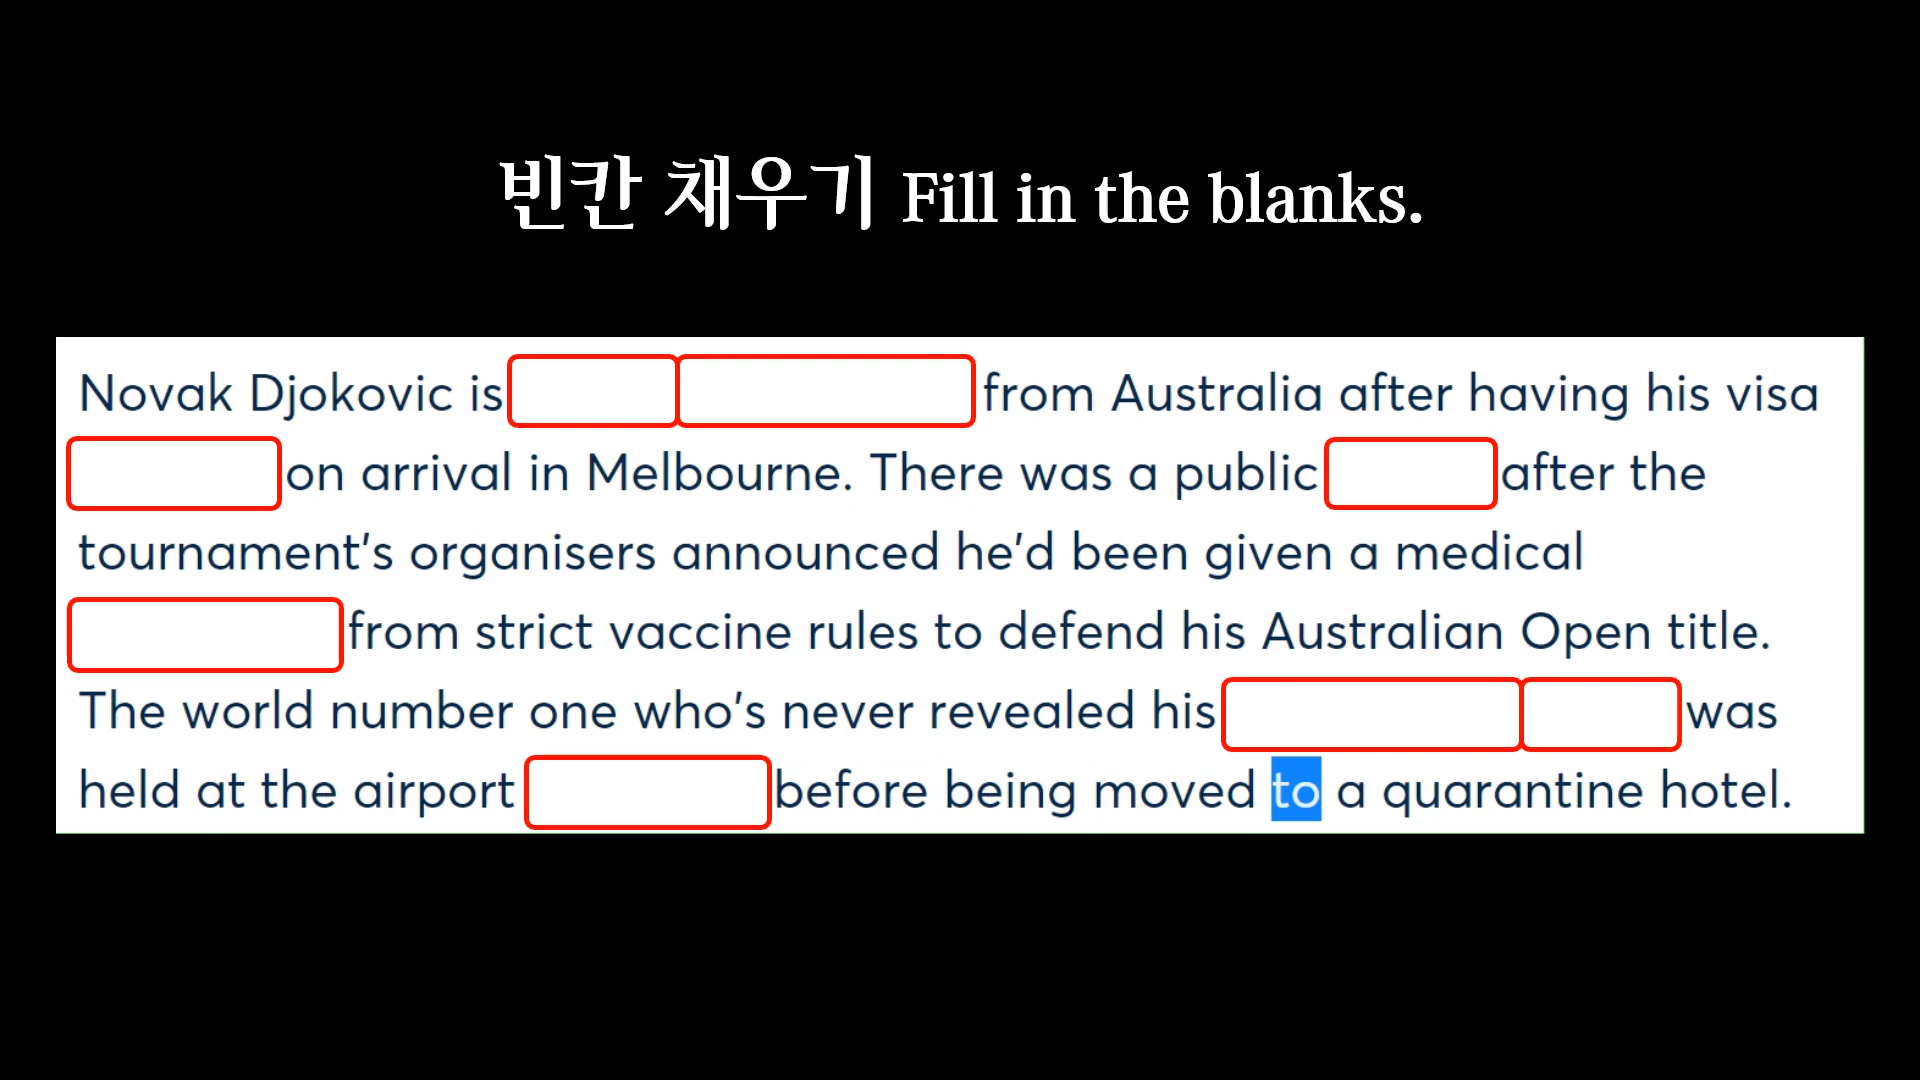 빈칸 채우기 Fill in the blanks.
Novak Djokovic is from Australia after having his visa
on arrival in Melbourne. There was a public after the
tournament's organisers announced he'd been given a medical
from strict vaccine rules to defend his Australian Open title.
The world number one who's never revealed his was
held at the airport before being moved to a quarantine hotel.